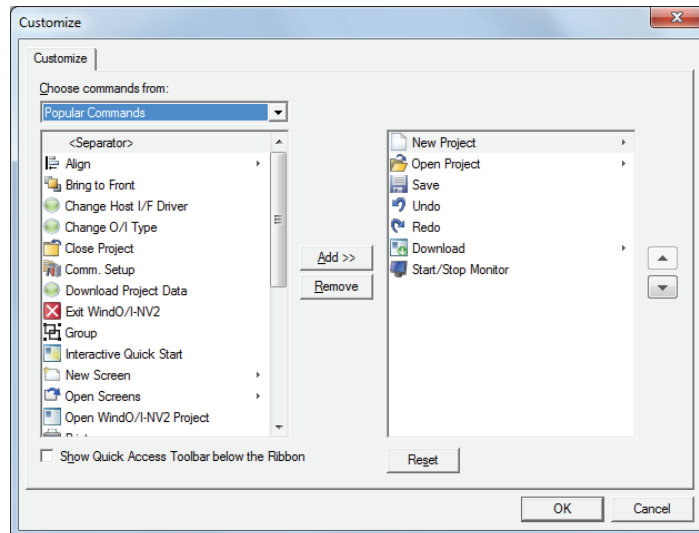 Customize
Customize
Choose commands from:
Popular Commands
<Separator>
Align
Bring to Front
Change Host I/F Driver
Change O/I Type
Close Project
Comm. Setup
Download Project Data
Exit WindO/I-NV2
Group
Interactive Quick Start
New Screen
Open Screens
Open WindO/I-NV2 Project
Add >>
Remove
New Project
Open Project
Save
Undo
Redo
Download
Start/Stop Monitor
Show Quick Access Toolbar below the Ribbon
Reset
OK
Cancel